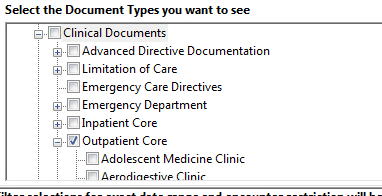 Select the Document Types you want to see
Clinical Documents
Advanced Directive Documentation
Limitation of Care
Emergency Care Directives
Emergency Department
Inpatient Core
Outpatient Core
Adolescent Medicine Clinic
Aerodigestive Clinic
filter selections for exact date range and encounter restriction will be